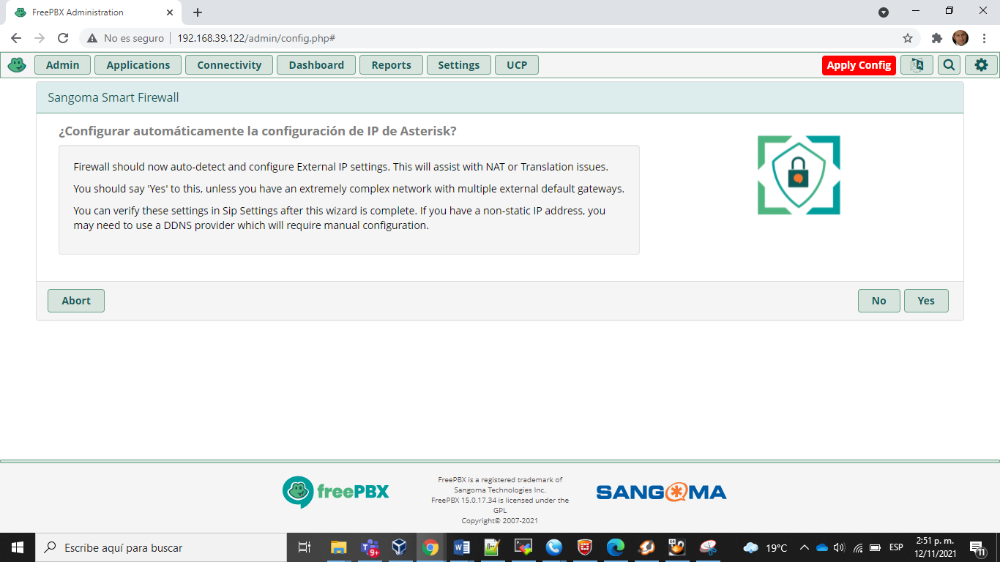 FreePBX Administration
No es seguro
192.168.39.122/admin/config.php#
Admin
Applications
Connectivity
Dashboard
Reports
Settings
UCP
Apply Config
Sangoma Smart Firewall
¿Configurar automáticamente la configuración de IP de Asterisk?
Firewall should now auto-detect and configure External IP settings. This will assist with NAT or Translation issues.
You should say 'Yes' to this, unless you have an extremely complex network with multiple external default gateways.
You can verify these settings in Sip Settings after this wizard is complete. If you have a non-static IP address, you
may need to use a DDNS provider which will require manual configuration.
Abort
No
Yes
freePBX
FreePBX is a registered trademark of
Sangoma Technologies Inc.
FreePBX 15.0.17.34 is licensed under the
GPL
Copyright© 2007-2021
SANGOMA
Escribe aquí para buscar
9+
64
19°C
ESP
2:51 p. m.
12/11/2021
11